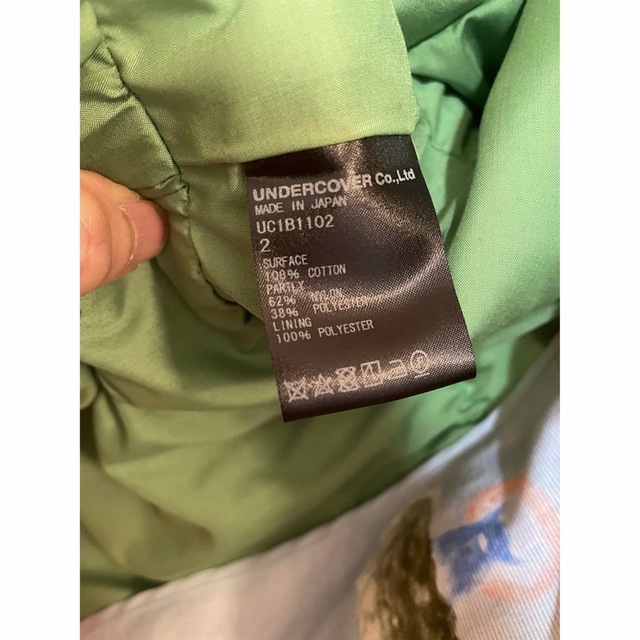 UNDERCOVER Co.,Ltd
MADE IN JAPAN
UC1B1102
2
SURFACE
100% COTTON
PARTLY
62% NYLON
38% POLYESTER
LINING
100% POLYESTER